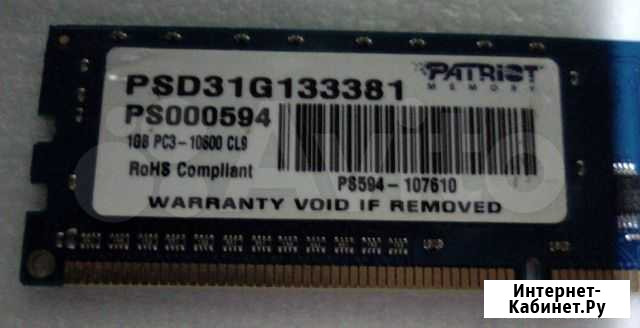 PSD31G133381
PATRIOT
MEMORY
PS000594
1GB PC3-10600 CL9
RoHS Compliant
PS594-107610
WARRANTY VOID IF REMOVED
Avito
Интернет-
Кабинет.Ру